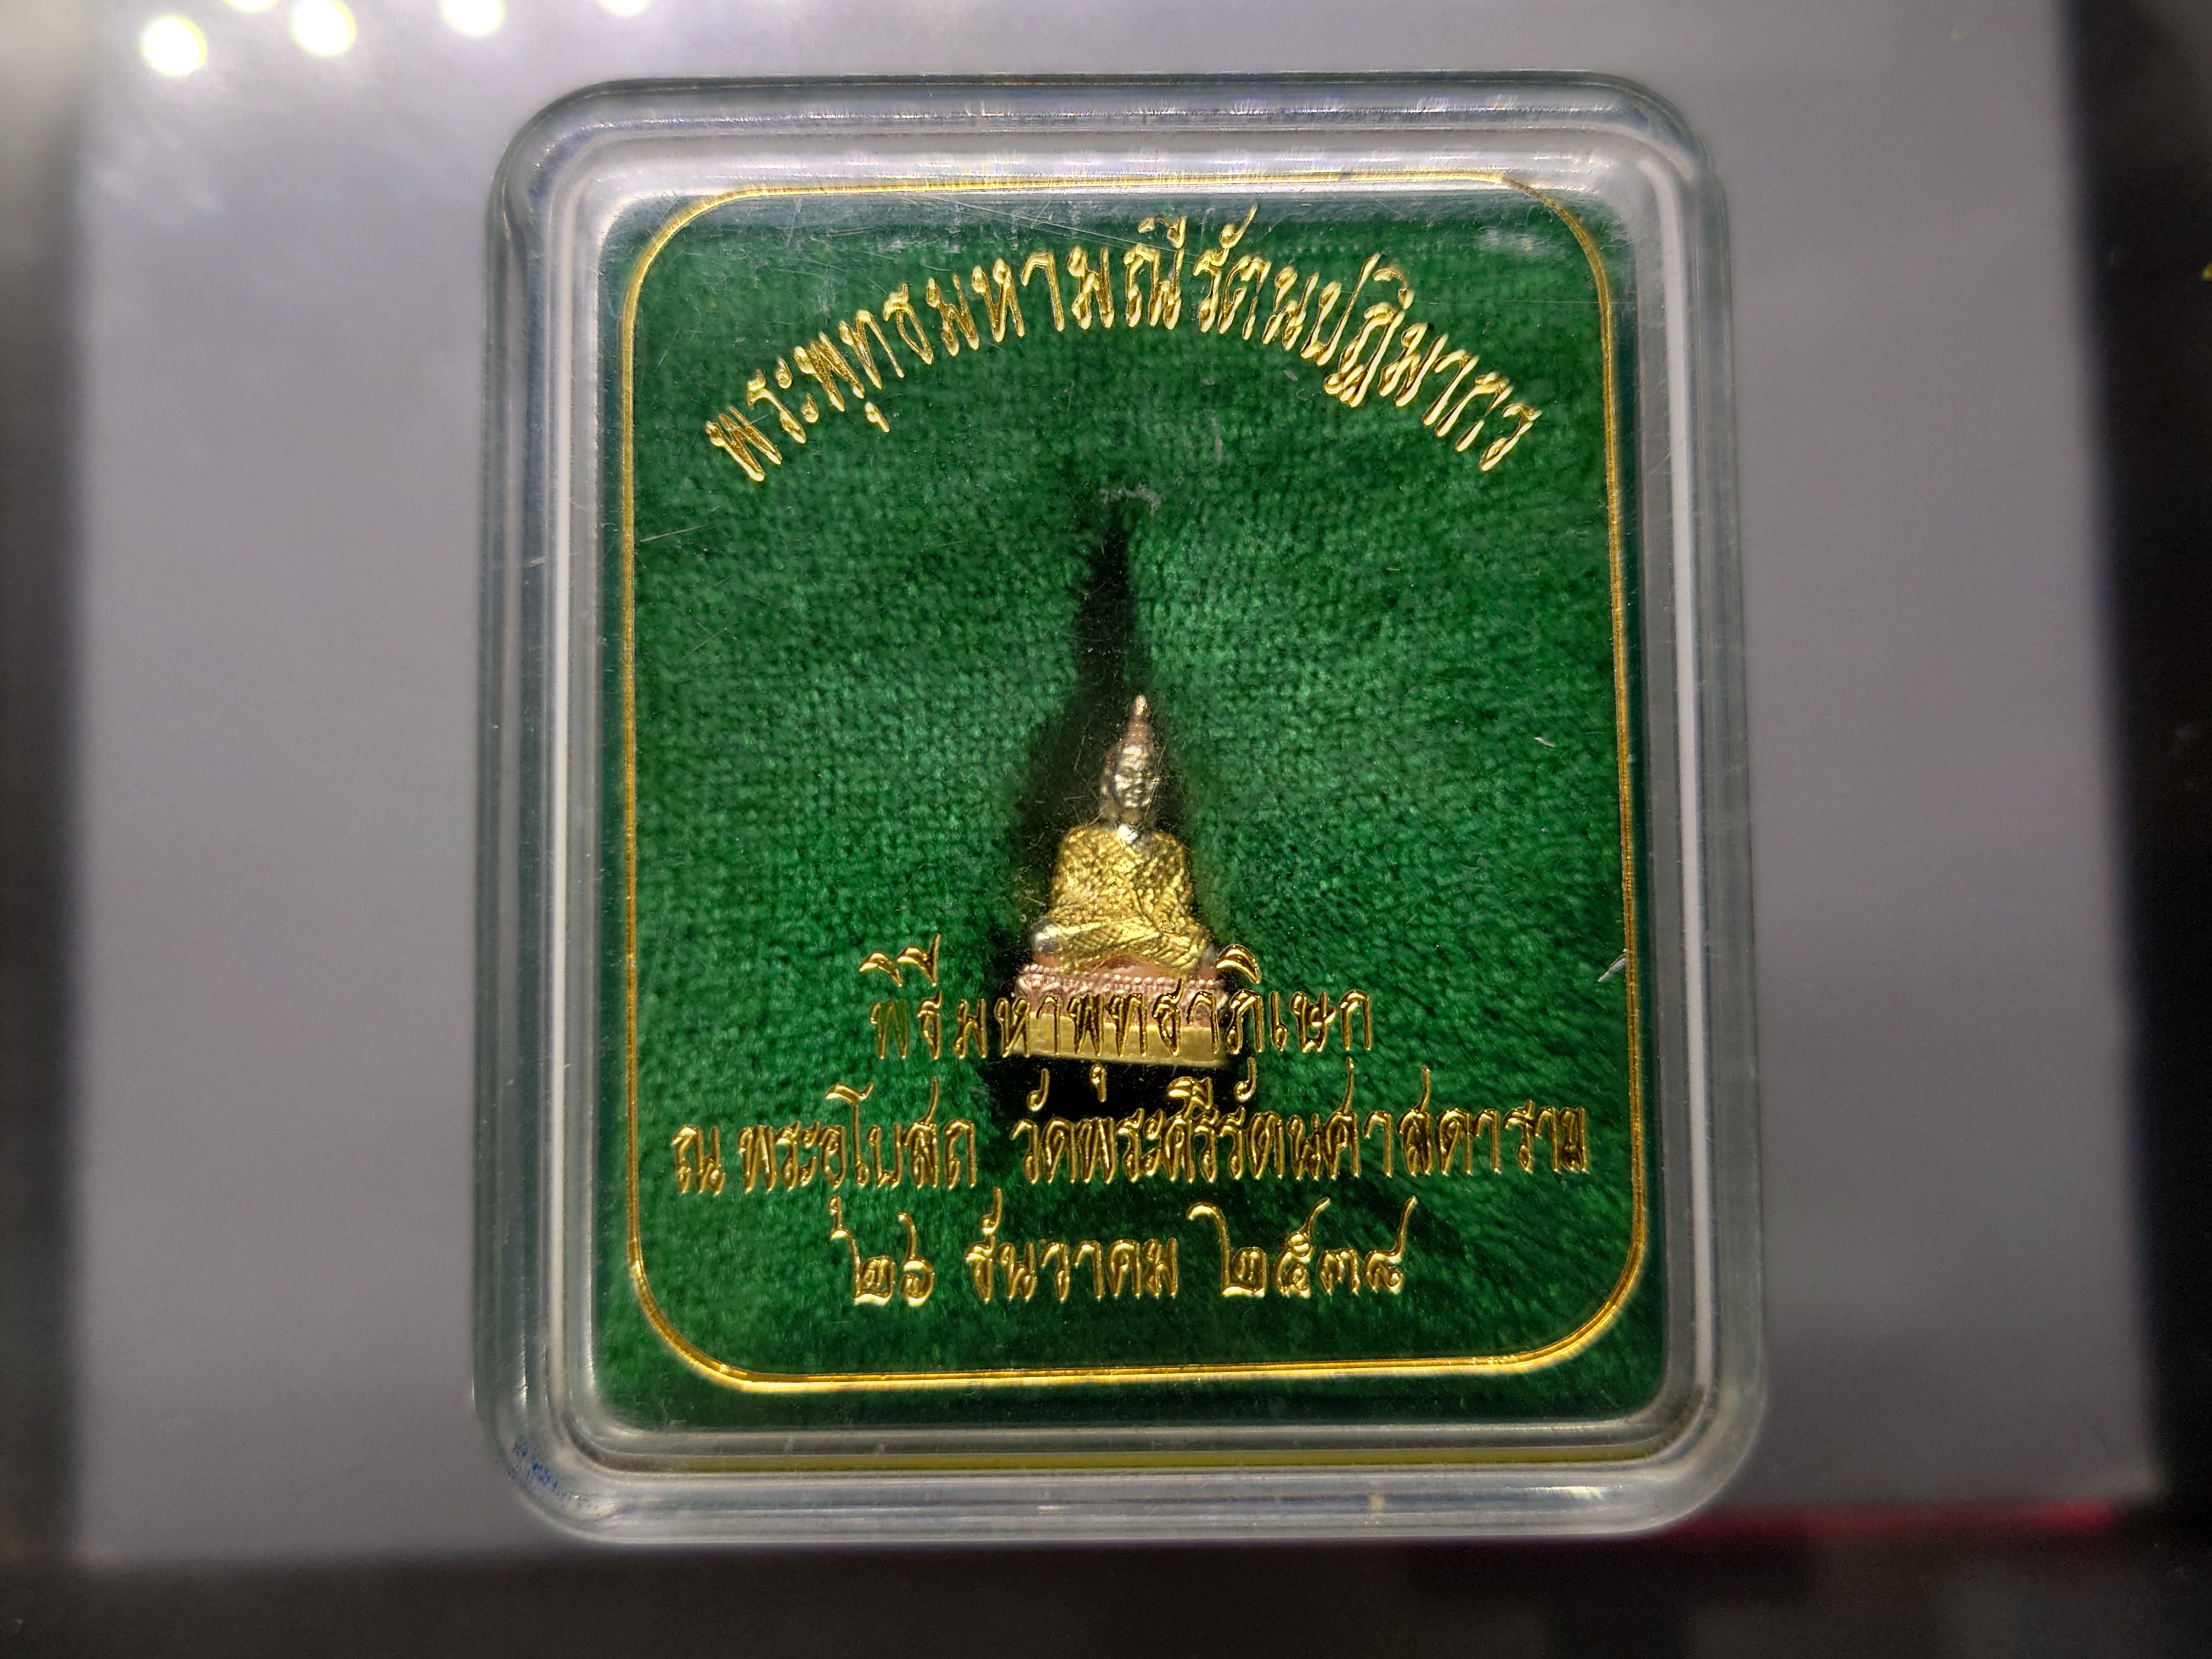 พระพุทธมหามณีรัตนปฏิมากร
พิธีมหาพุทธาภิเษก
ณ พระอุโบสถ วัดพระศรีรัตนศาสดาราม
๒๖ ธันวาคม ๒๕๓๘